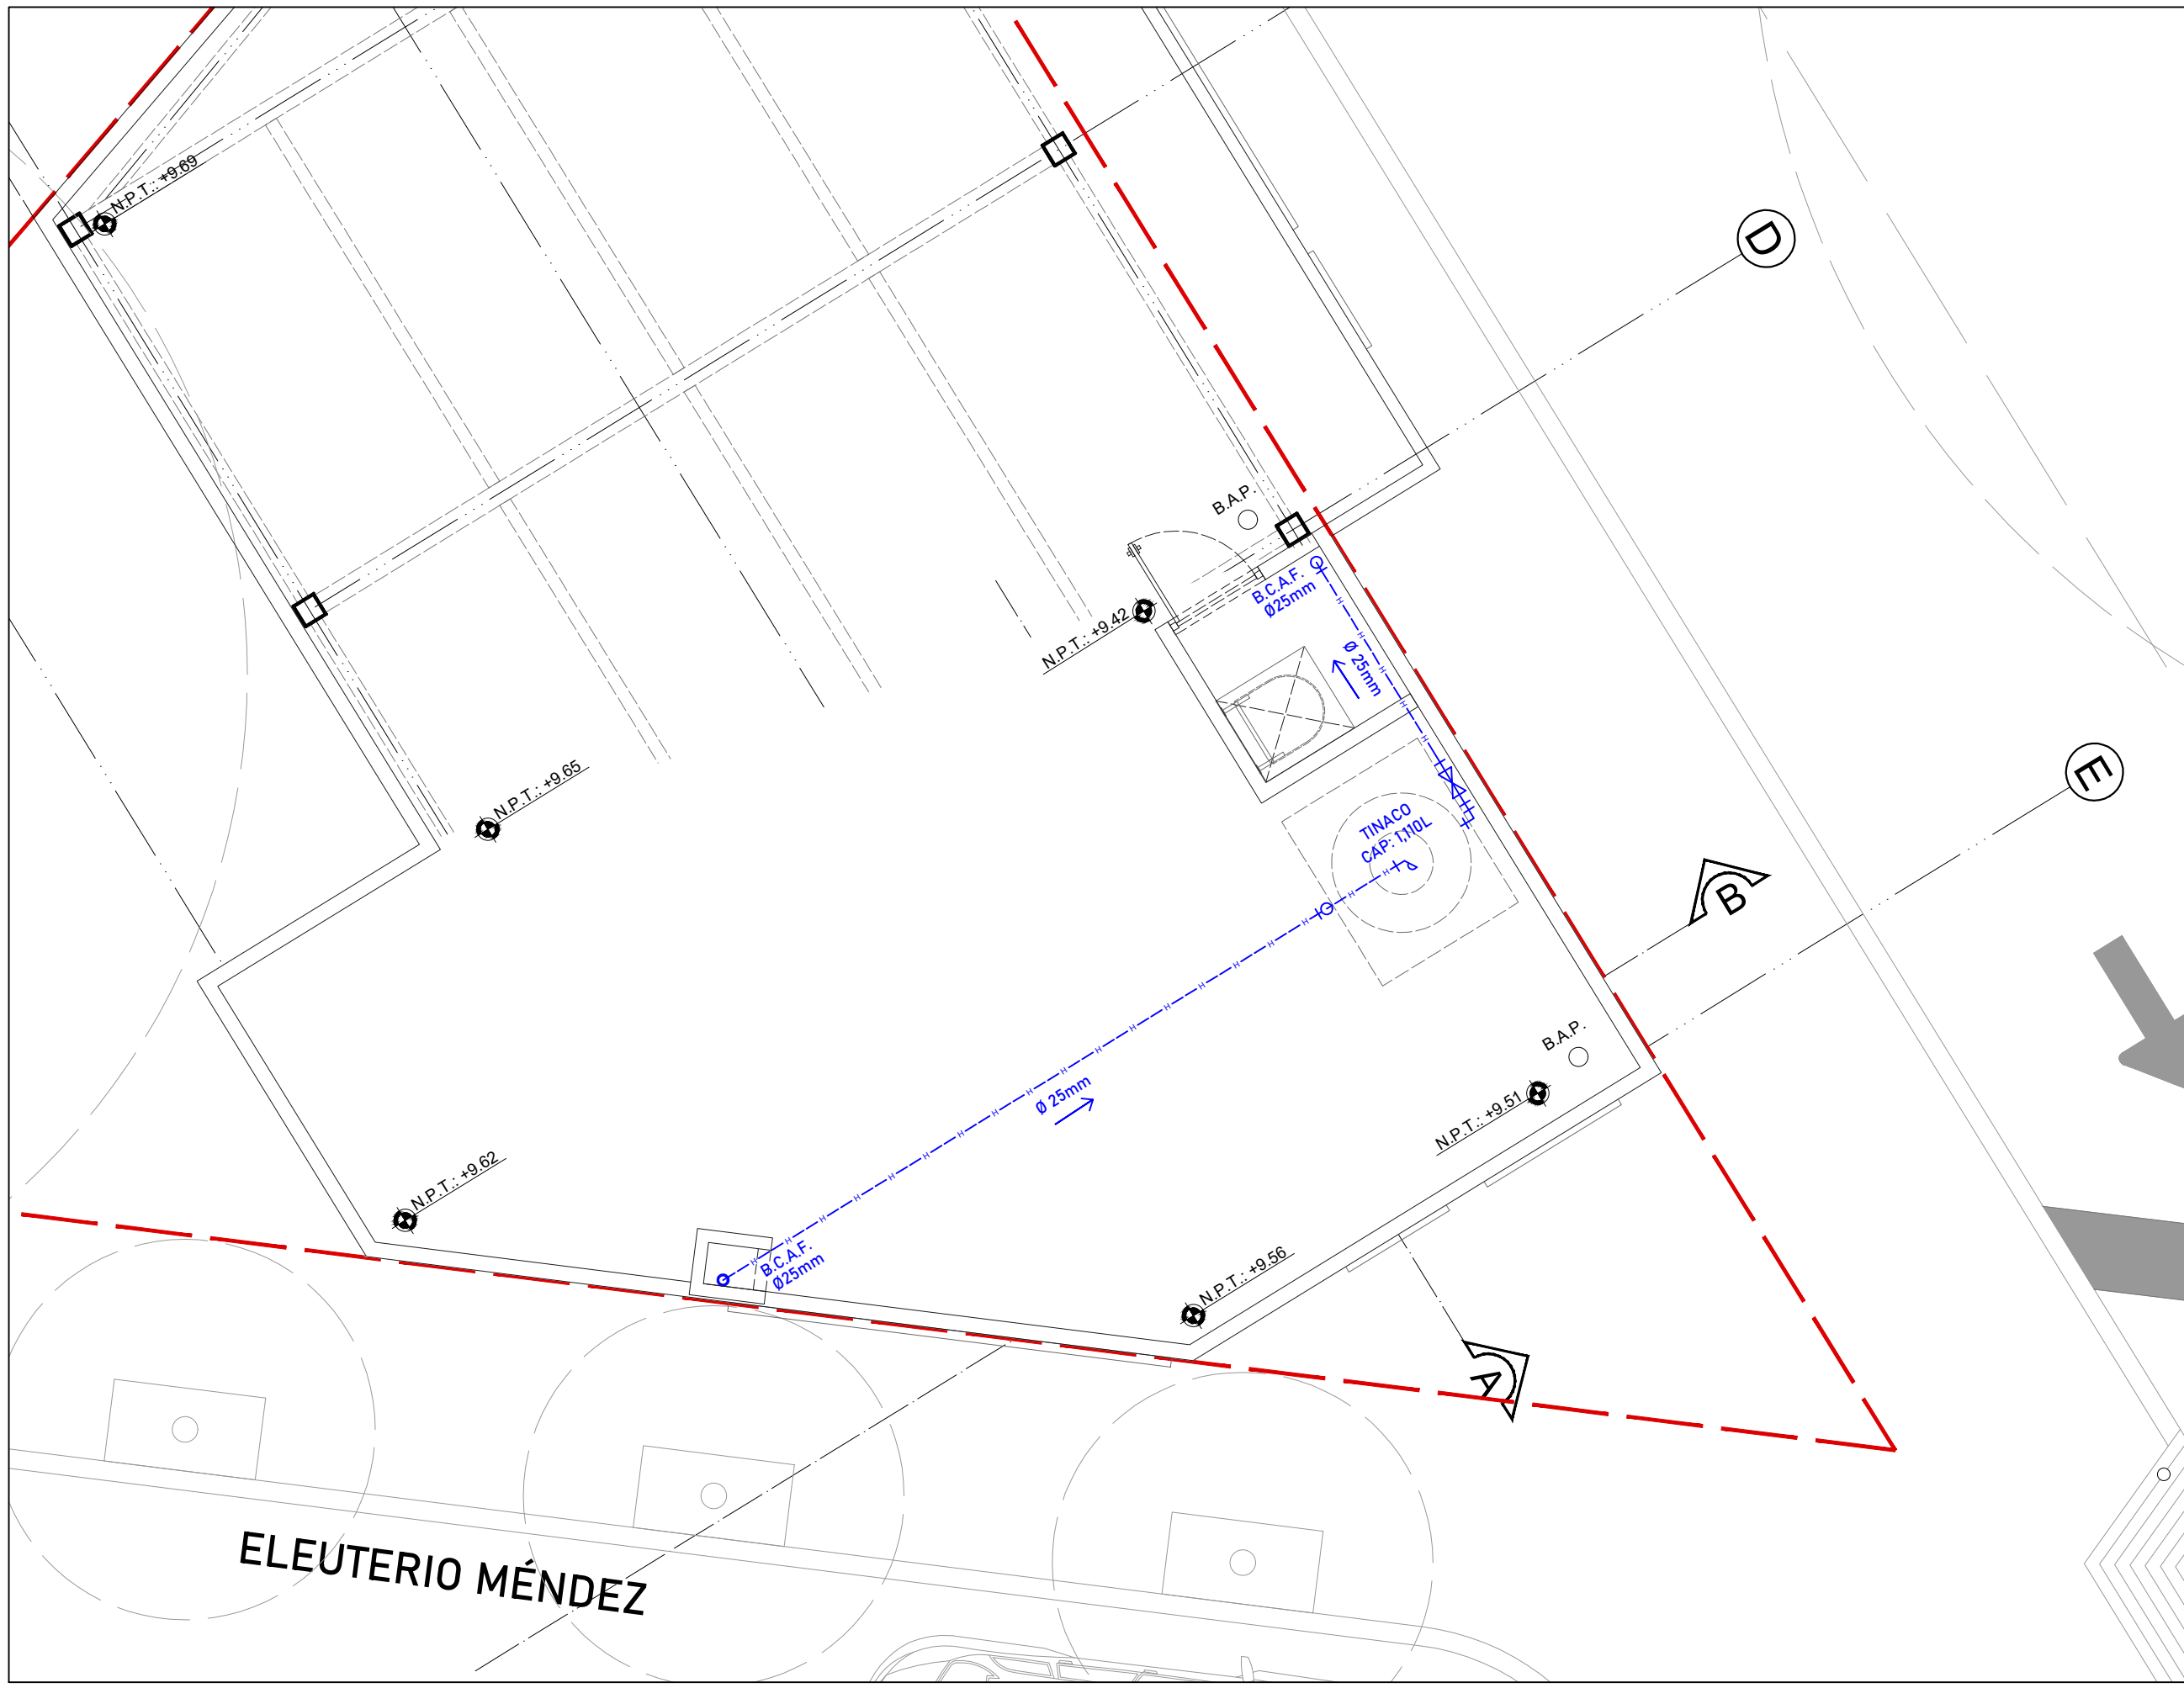 N.P.T.: +9.69
D
B.A.P.
B.C.A.F.
Ø25mm
N.P.T.: +9.42
Ø 25mm
N.P.T.: +9.65
E
TINACO
CAP: 1,110L
B
B.A.P.
Ø 25mm
N.P.T.: +9.51
N.P.T.: +9.62
B.C.A.F.
Ø25mm
N.P.T.: +9.56
A
ELEUTERIO MÉNDEZ